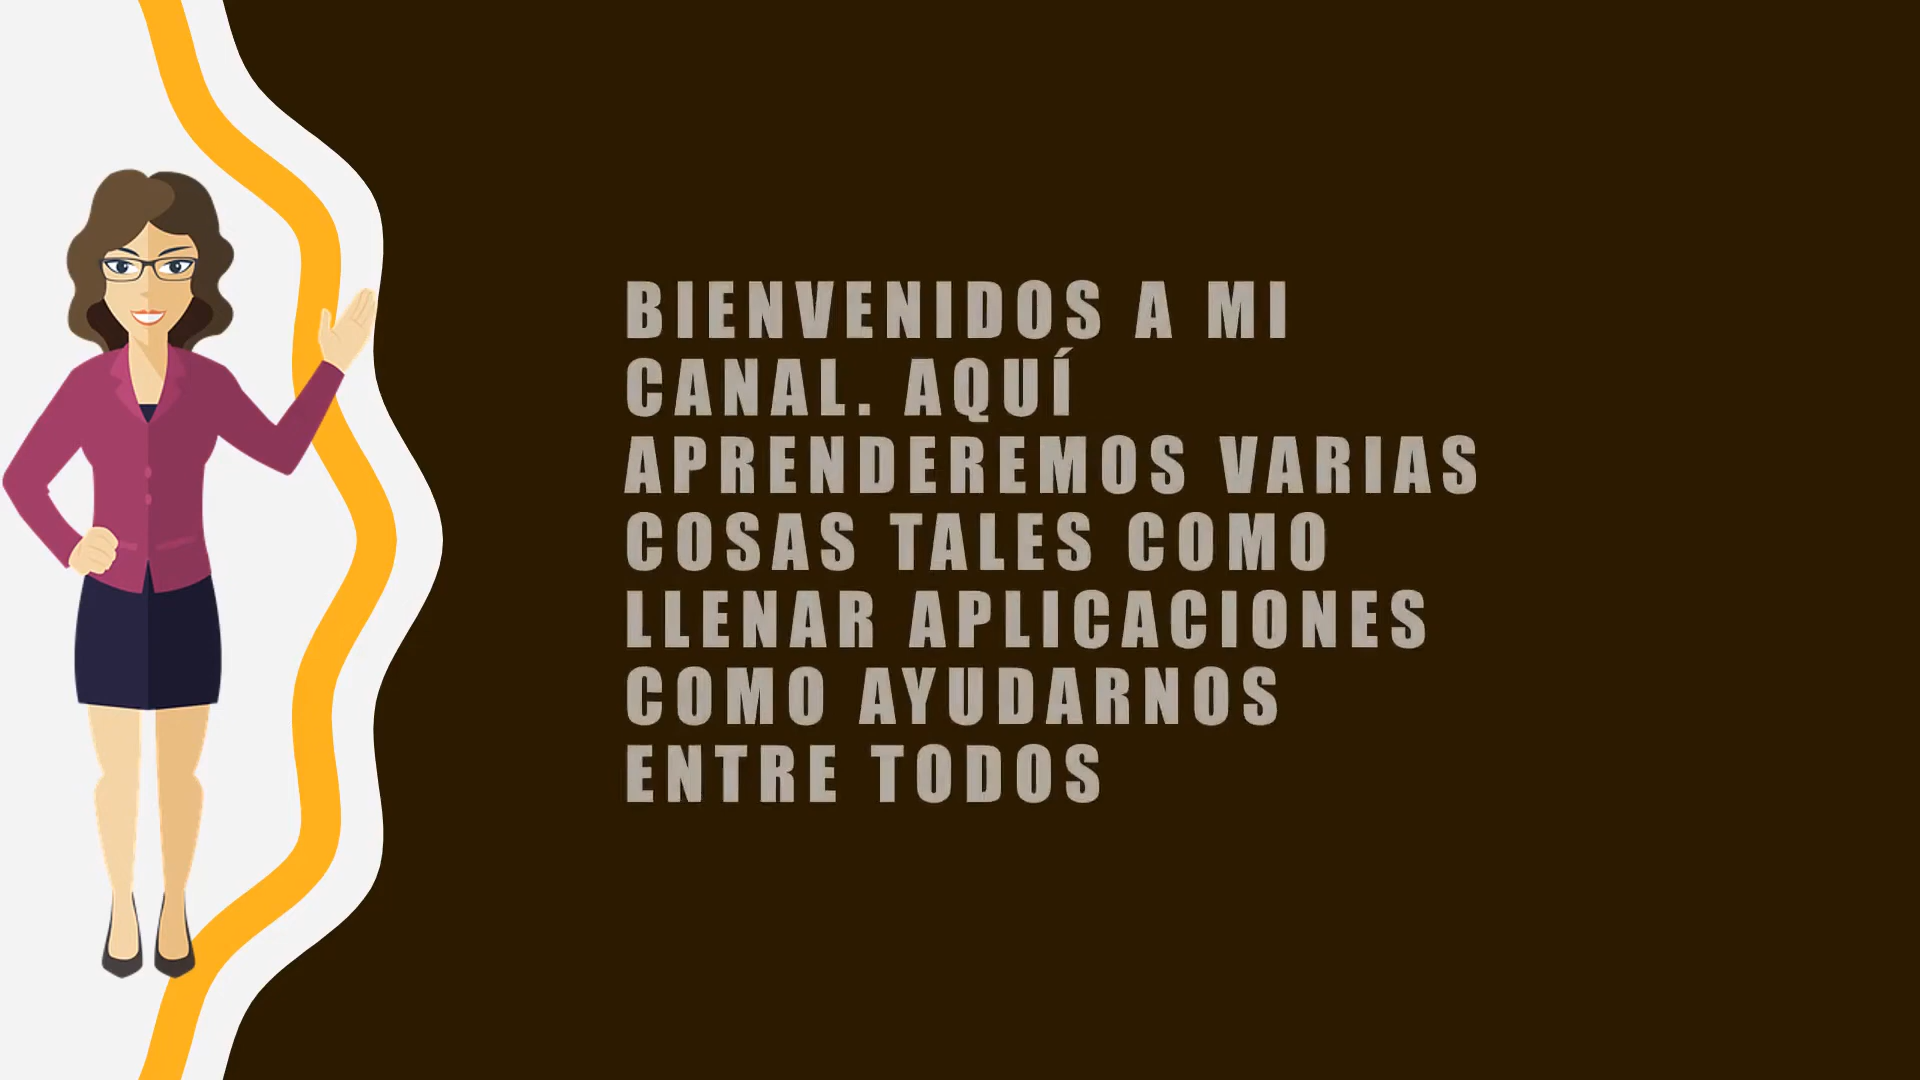 BIENVENIDOS A MI
CANAL. AQUÍ
APRENDEREMOS VARIAS
COSAS TALES COMO
LLENAR APLICACIONES
COMO AYUDARNOS
ENTRE TODOS